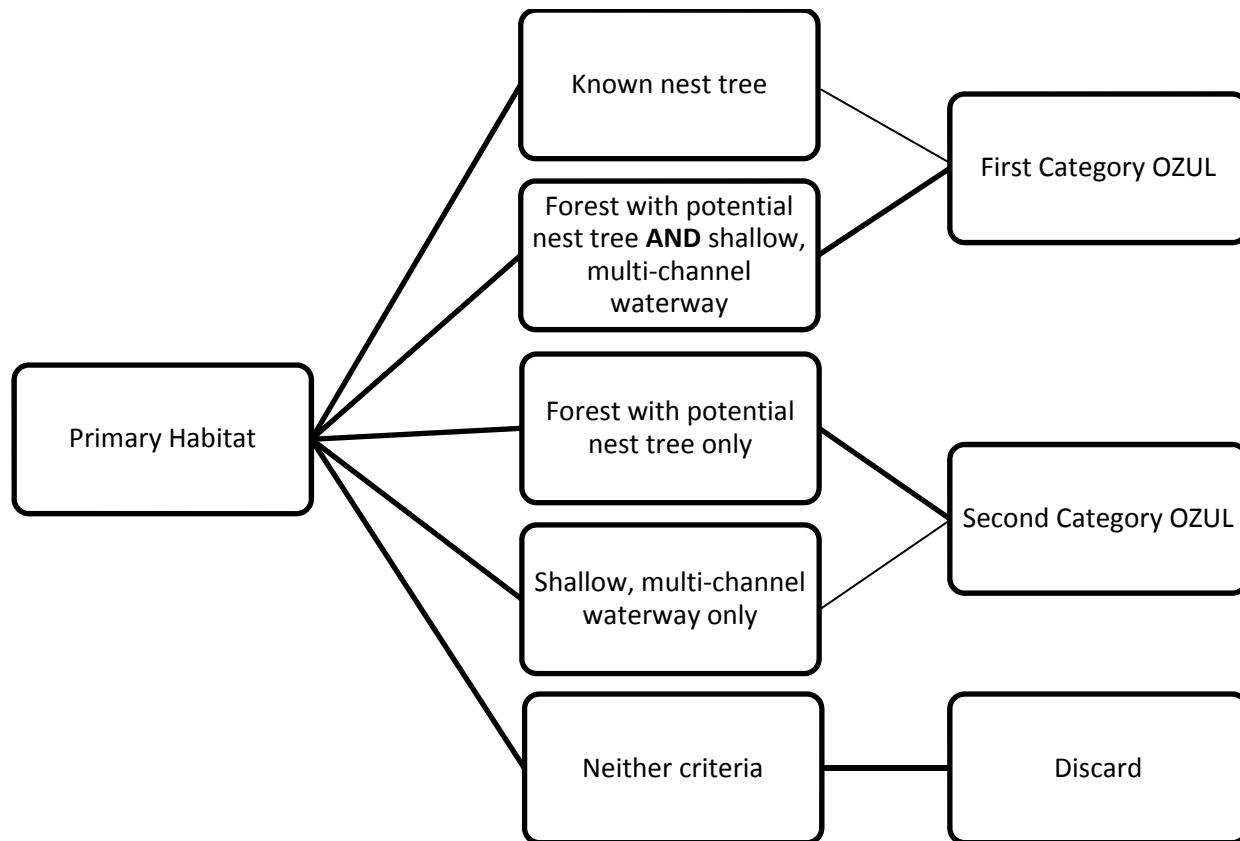 Primary Habitat
Known nest tree
Forest with potential
nest tree AND shallow,
multi-channel
waterway
Forest with potential
nest tree only
Shallow, multi-channel
waterway only
Neither criteria
First Category OZUL
Second Category OZUL
Discard